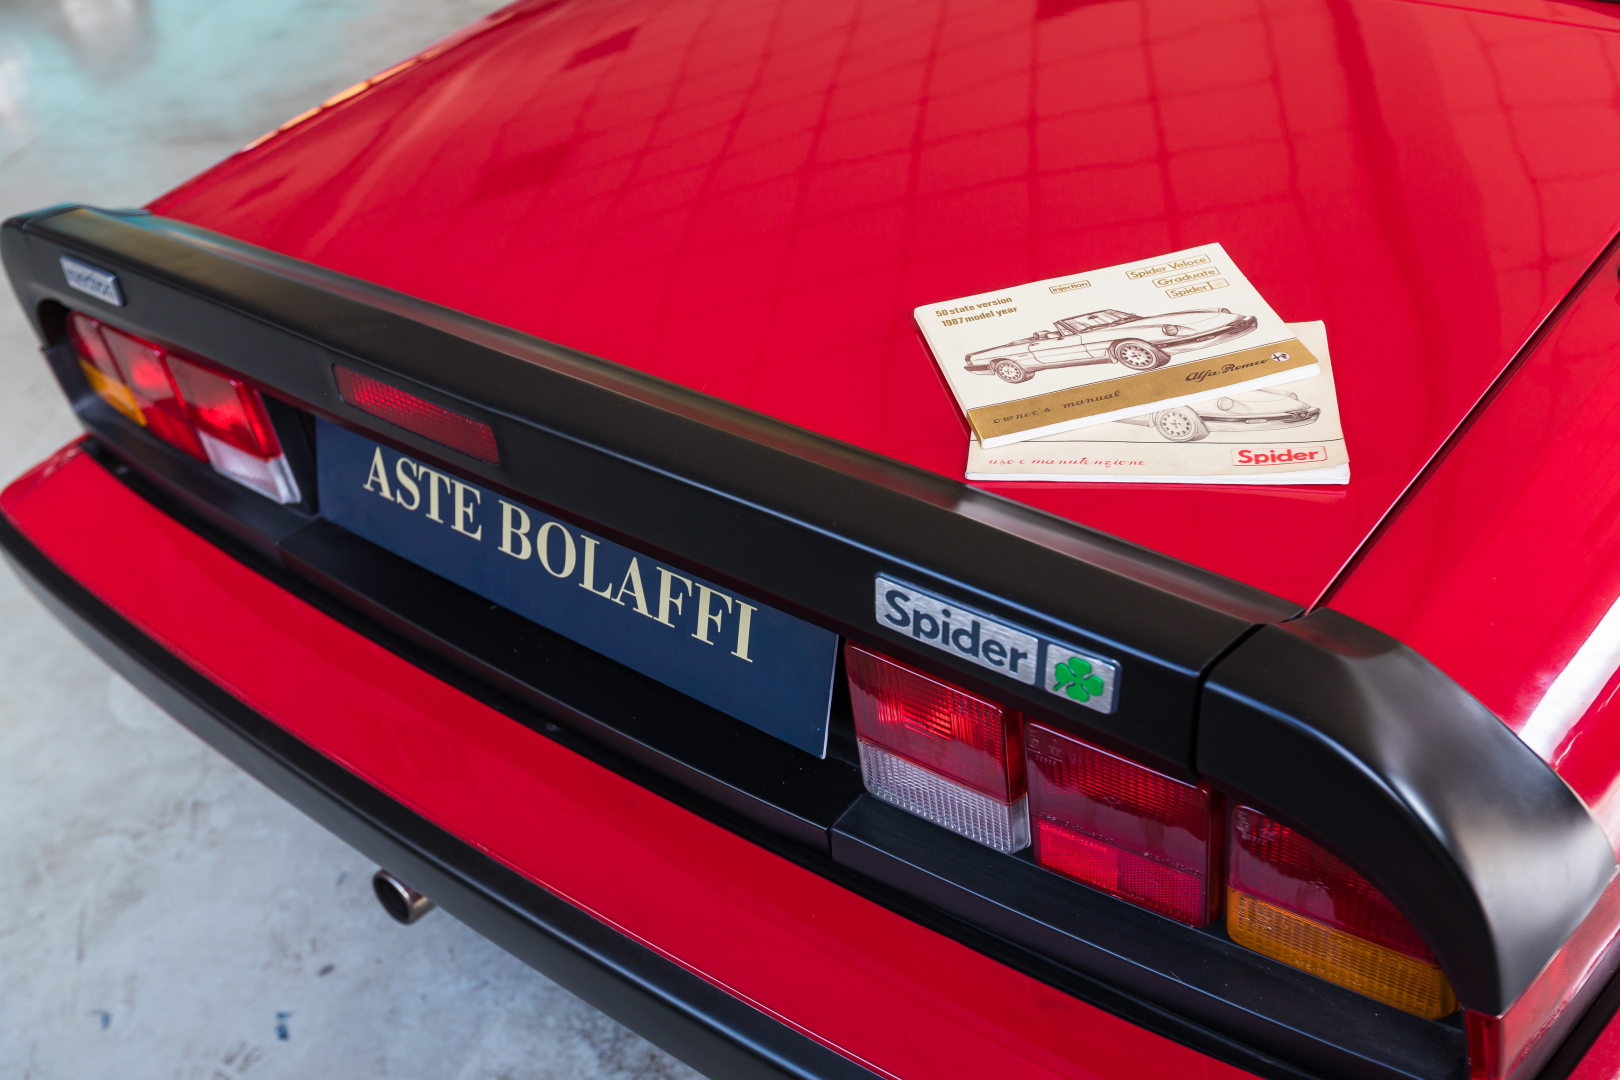 injection
50 state version
1987 model year
injection
Spider Veloce
Graduate
Spider
owner's manual
Alfa Romeo
uso e manutenzione
Spider
ASTE BOLAFFI
Spider